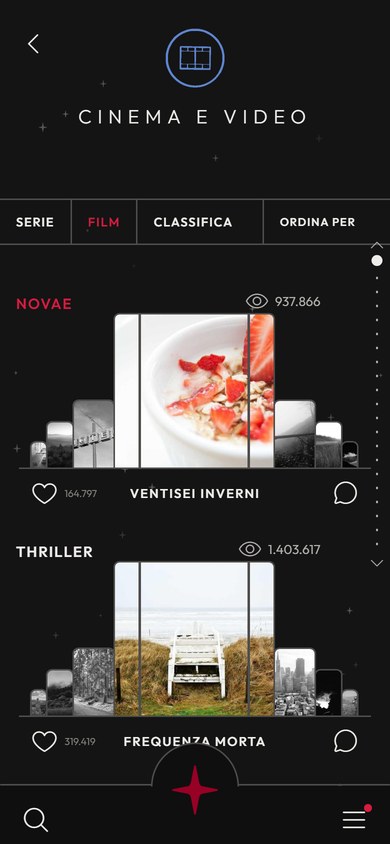 CINEMA E VIDEO
SERIE FILM CLASSIFICA ORDINA PER
NOVAE 937.866
164.797 VENTISEI INVERNI
THRILLER 1.403.617
319.419 FREQUENZA MORTA